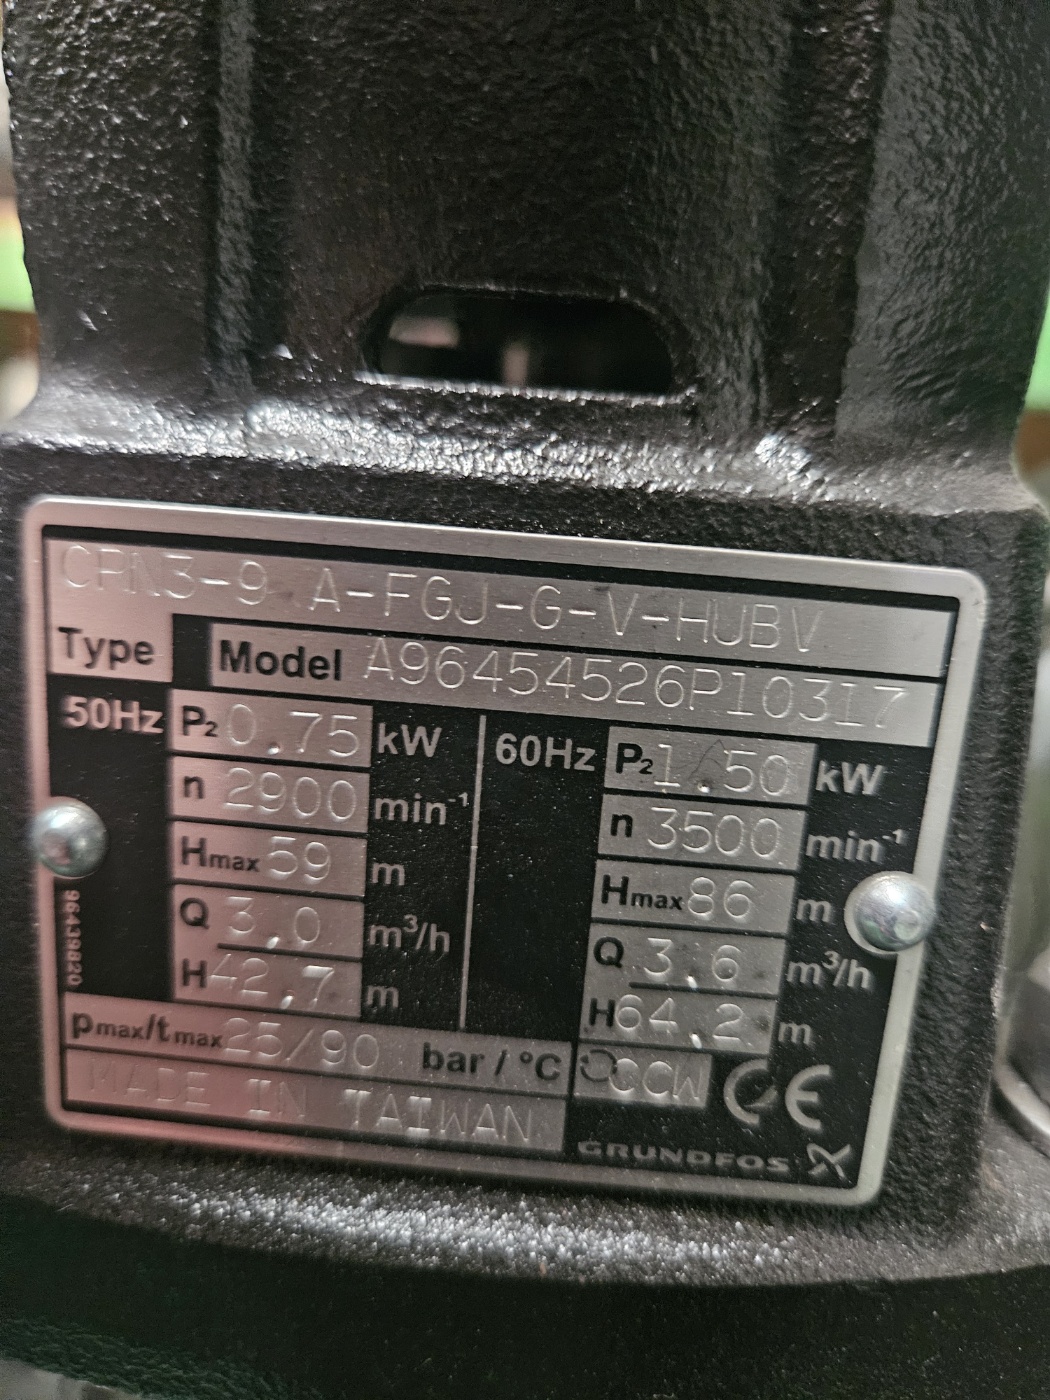 CRN3-9 A-FGJ-G-V-HUBV
Type Model A96454526P10317
50Hz P2 0.75 kW 60Hz P2 1.50 kW
n 2900 min-1 n 3500 min-1
Hmax 59 m Hmax 86 m
Q 3.0 m³/h Q 3.6 m³/h
H 42.7 m H 64.2 m
pmax/tmax 25/90 bar / °C CCW CE
MADE IN TAIWAN
GRUNDFOS
96439820